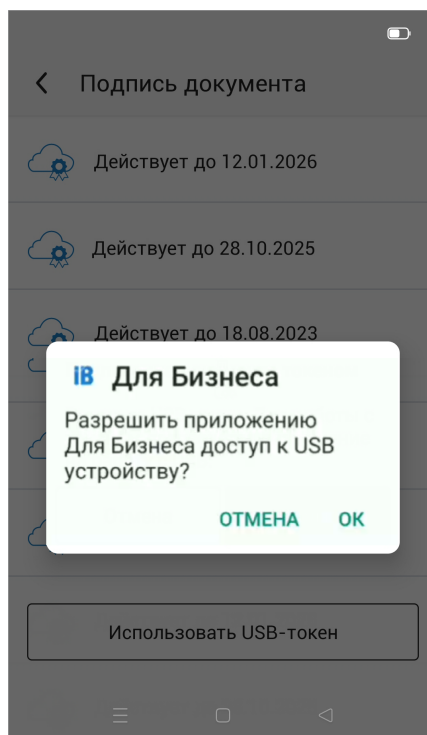 Подпись документа
Действует до 12.01.2026
Действует до 28.10.2025
Действует до 18.08.2023
iB Для Бизнеса
Разрешить приложению
Для Бизнеса доступ к USB
устройству?
ОТМЕНА ОК
Использовать USB-токен